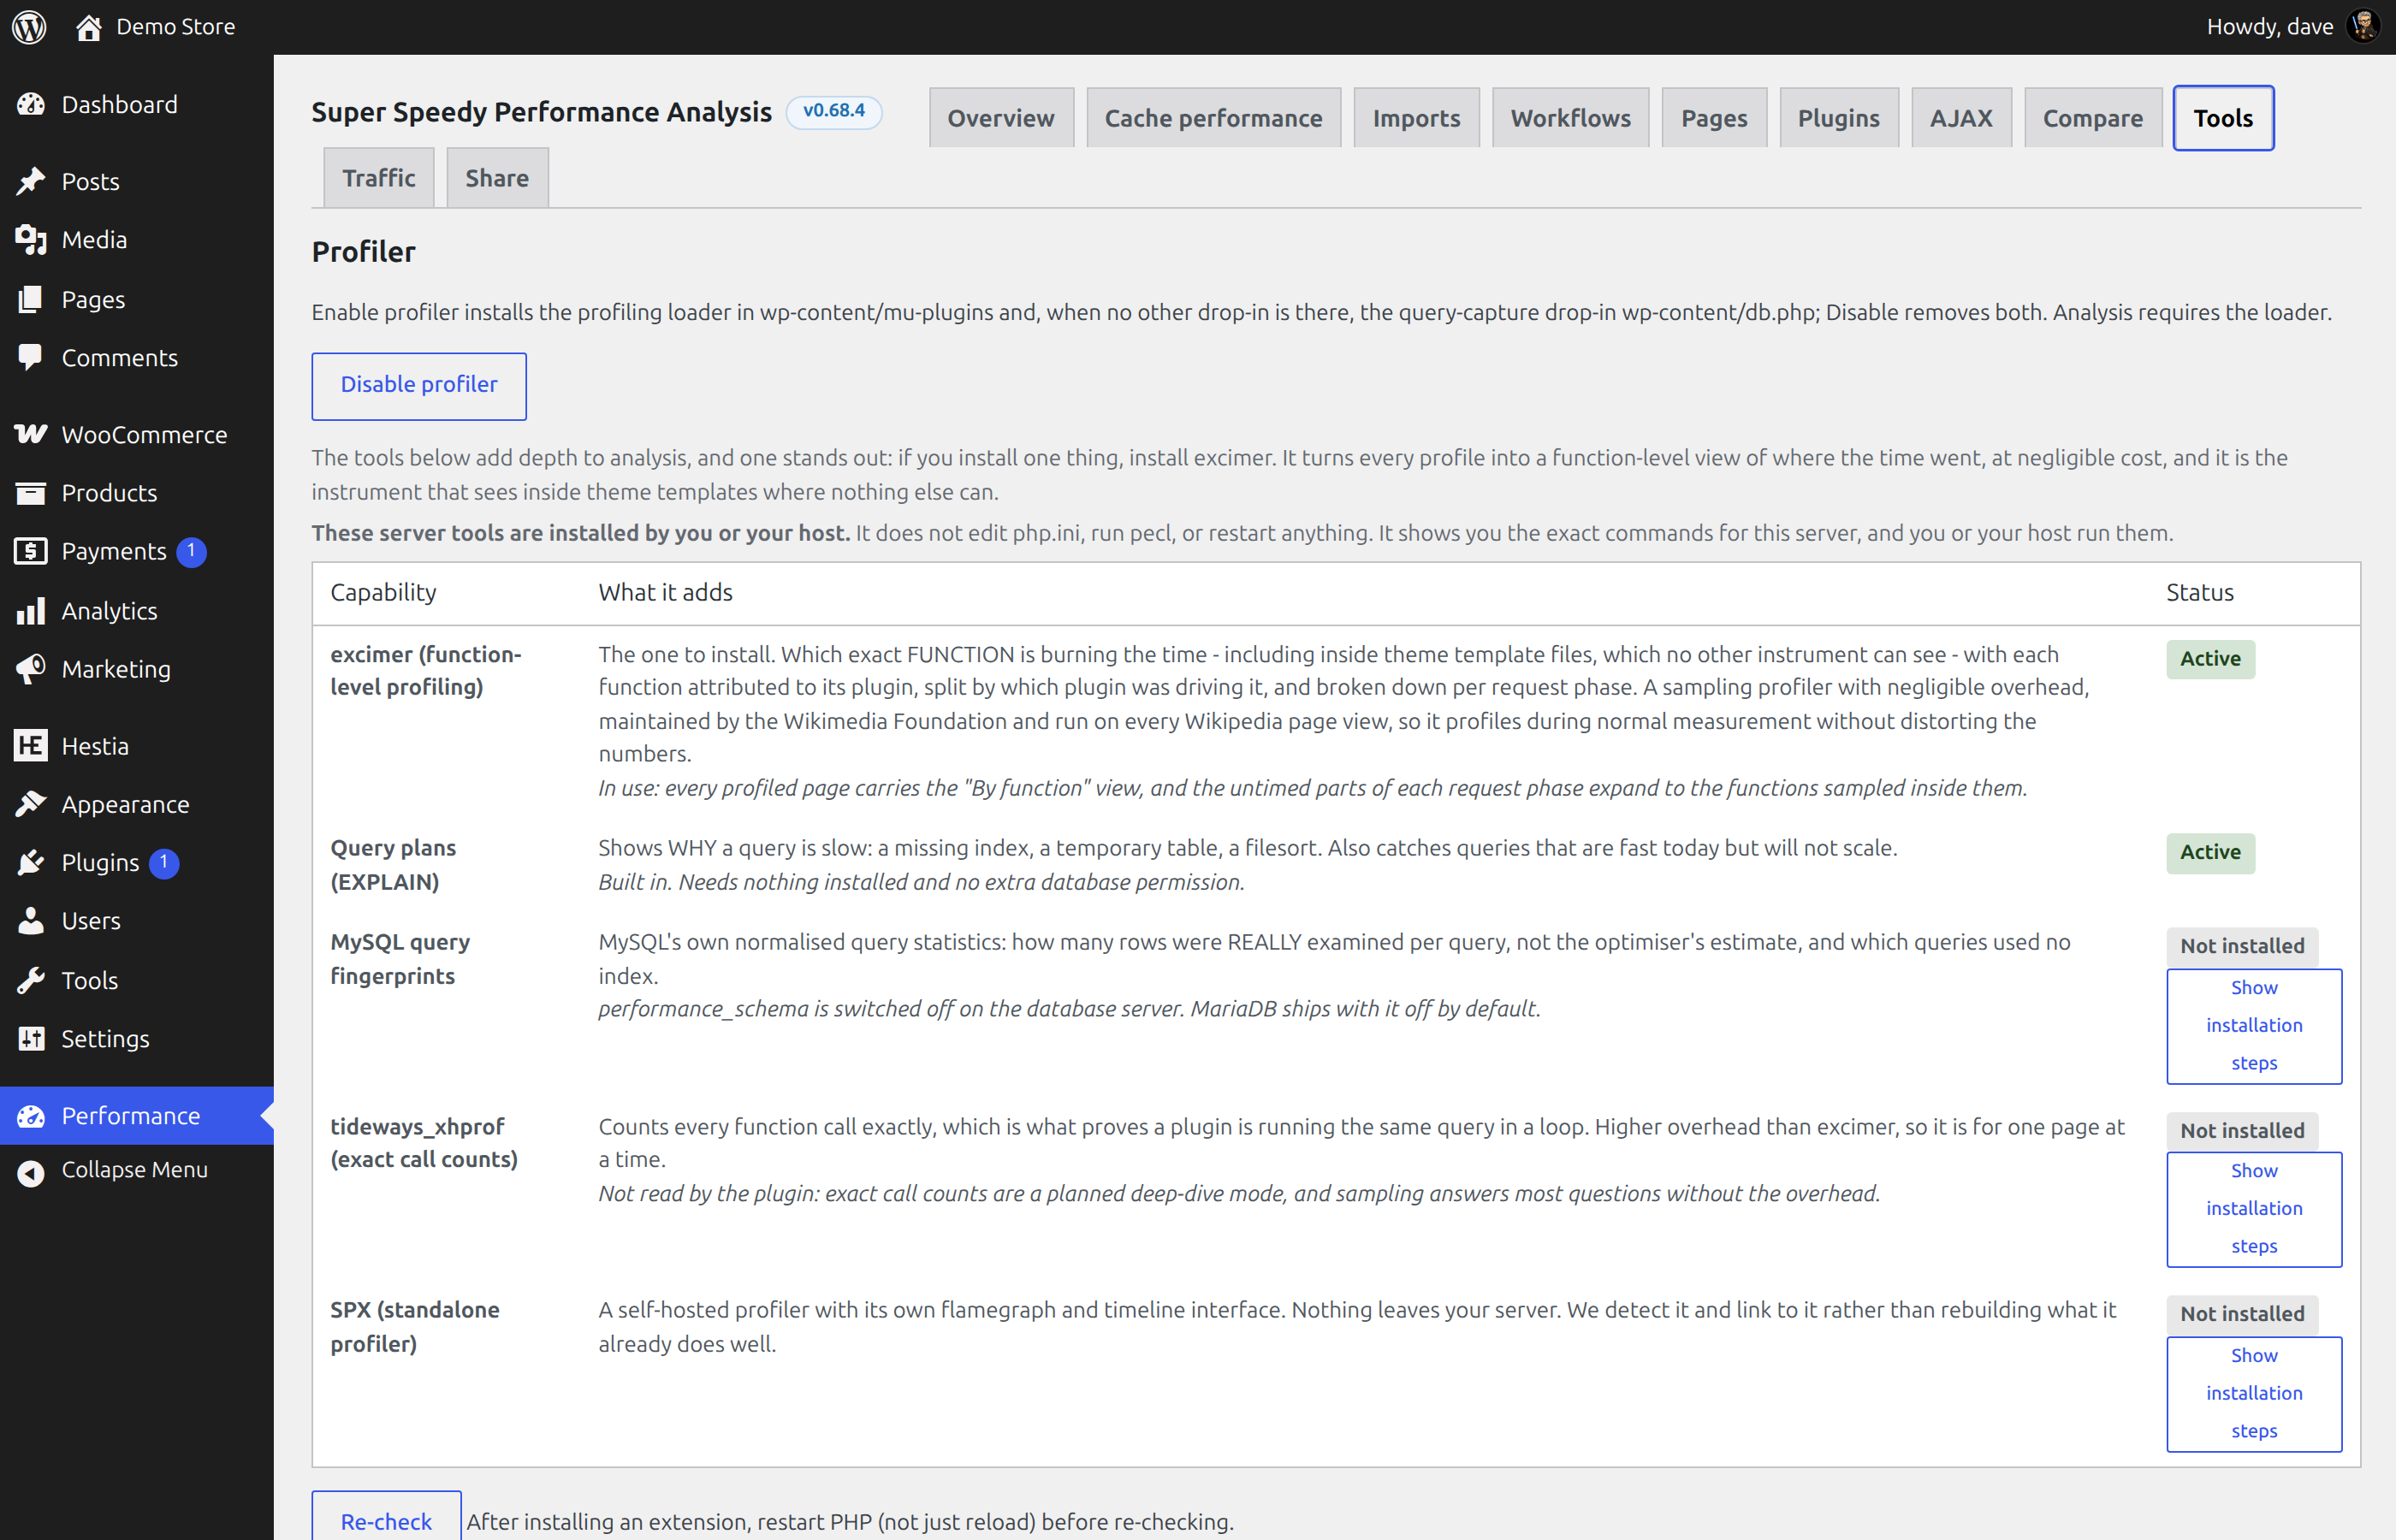 Demo Store
Howdy, dave
Dashboard
Posts
Media
Pages
Comments
WooCommerce
Products
Payments 1
Analytics
Marketing
Hestia
Appearance
Plugins 1
Users
Tools
Settings
Performance
Collapse Menu
Super Speedy Performance Analysis v0.68.4
Overview Cache performance Imports Workflows Pages Plugins AJAX Compare Tools
Traffic Share
Profiler
Enable profiler installs the profiling loader in wp-content/mu-plugins and, when no other drop-in is there, the query-capture drop-in wp-content/db.php; Disable removes both. Analysis requires the loader.
Disable profiler
The tools below add depth to analysis, and one stands out: if you install one thing, install excimer. It turns every profile into a function-level view of where the time went, at negligible cost, and it is the
instrument that sees inside theme templates where nothing else can.
These server tools are installed by you or your host. It does not edit php.ini, run pecl, or restart anything. It shows you the exact commands for this server, and you or your host run them.
Capability What it adds Status
excimer (function-
level profiling)
The one to install. Which exact FUNCTION is burning the time - including inside theme template files, which no other instrument can see - with each
function attributed to its plugin, split by which plugin was driving it, and broken down per request phase. A sampling profiler with negligible overhead,
maintained by the Wikimedia Foundation and run on every Wikipedia page view, so it profiles during normal measurement without distorting the
numbers.
In use: every profiled page carries the "By function" view, and the untimed parts of each request phase expand to the functions sampled inside them.
Active
Query plans
(EXPLAIN)
Shows WHY a query is slow: a missing index, a temporary table, a filesort. Also catches queries that are fast today but will not scale.
Built in. Needs nothing installed and no extra database permission.
Active
MySQL query
fingerprints
MySQL's own normalised query statistics: how many rows were REALLY examined per query, not the optimiser's estimate, and which queries used no
index.
performance_schema is switched off on the database server. MariaDB ships with it off by default.
Not installed
Show
installation
steps
tideways_xhprof
(exact call counts)
Counts every function call exactly, which is what proves a plugin is running the same query in a loop. Higher overhead than excimer, so it is for one page at
a time.
Not read by the plugin: exact call counts are a planned deep-dive mode, and sampling answers most questions without the overhead.
Not installed
Show
installation
steps
SPX (standalone
profiler)
A self-hosted profiler with its own flamegraph and timeline interface. Nothing leaves your server. We detect it and link to it rather than rebuilding what it
already does well.
Not installed
Show
installation
steps
Re-check After installing an extension, restart PHP (not just reload) before re-checking.